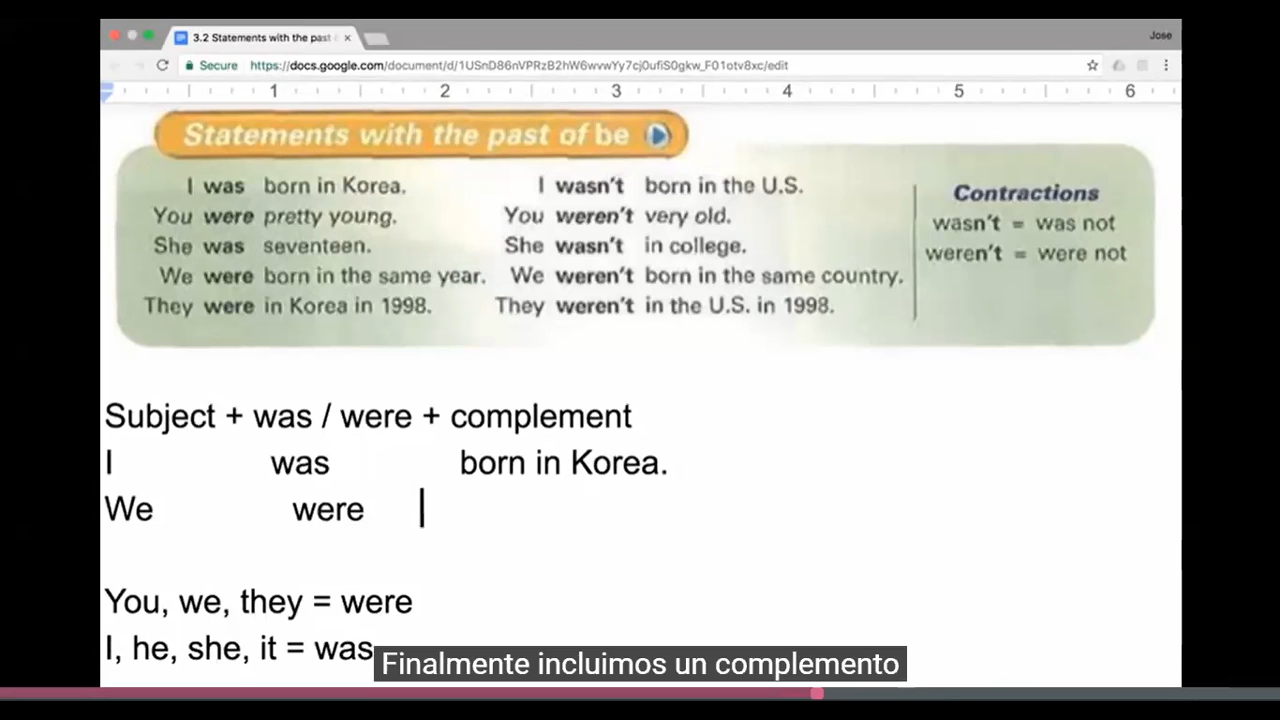 3.2 Statements with the past
Jose
Secure https://docs.google.com/document/d/1USnD86nVPRzB2hW6wvwYy7cj0ufiS0gkw_F01otv8xc/edit
1 2 3 4 5 6
Statements with the past of be
I was born in Korea. I wasn't born in the U.S.
Contractions
You were pretty young. You weren't very old.
wasn't = was not
She was seventeen. She wasn't in college.
weren't = were not
We were born in the same year. We weren't born in the same country.
They were in Korea in 1998. They weren't in the U.S. in 1998.
Subject + was / were + complement
I was born in Korea.
We were
You, we, they = were
I, he, she, it = was
Finalmente incluimos un complemento